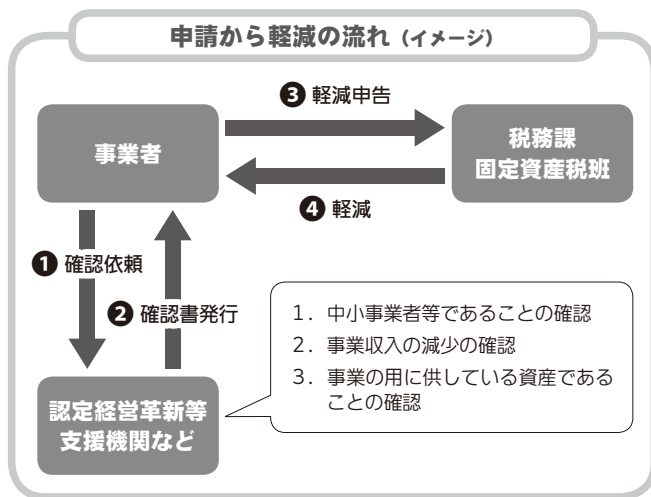 申請から軽減の流れ（イメージ）
❸ 軽減申告
事業者
税務課
固定資産税班
❹ 軽減
❶ 確認依頼
❷ 確認書発行
1．中小事業者等であることの確認
2．事業収入の減少の確認
3．事業の用に供している資産である
ことの確認
認定経営革新等
支援機関など